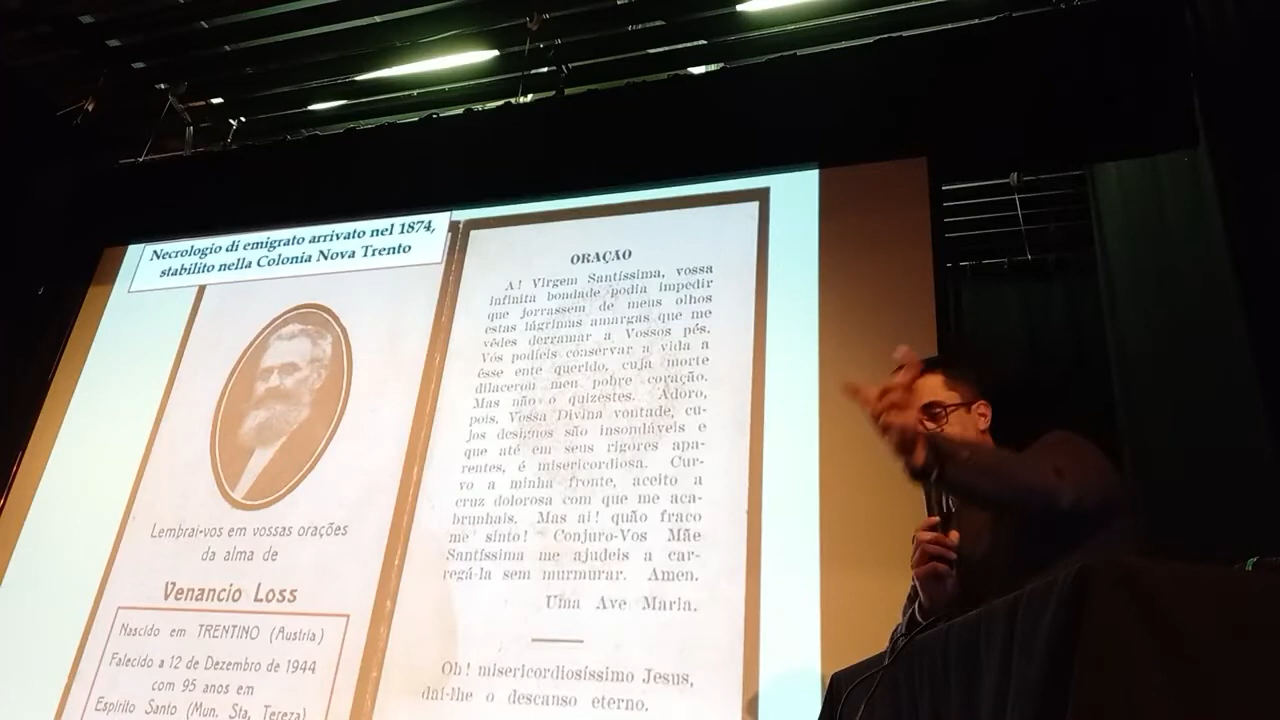 Necrologio di emigrato arrivato nel 1874,
stabilito nella Colonia Nova Trento
Lembrai-vos em vossas orações
da alma de
Venancio Loss
Nascido em TRENTINO (Austria)
Falecido a 12 de Dezembro de 1944
com 95 anos em
Espírito Santo (Mun. Sta. Tereza)
ORAÇÃO
A! Virgem Santíssima, vossa
infinita bondade podia impedir
que jorrassem de meus olhos
estas lágrimas amargas que me
vêdes derramar a Vossos pés.
Vós podíeis conservar a vida a
êsse ente querido, cuja morte
dilacerou meu pobre coração.
Mas não o quizestes. Adoro,
pois, Vossa Divina vontade, cu-
jos designos são insondáveis e
que até em seus rigores apa-
rentes, é misericordiosa. Cur-
vo a minha fronte, aceito a
cruz dolorosa com que me aca-
brunhais. Mas ai! quão fraco
me sinto! Conjuro-Vos Mãe
Santíssima me ajudeis a car-
regá-la sem murmurar. Amen.
Uma Ave Maria.
Oh! misericordiosíssimo Jesus,
dai-lhe o descanso eterno.